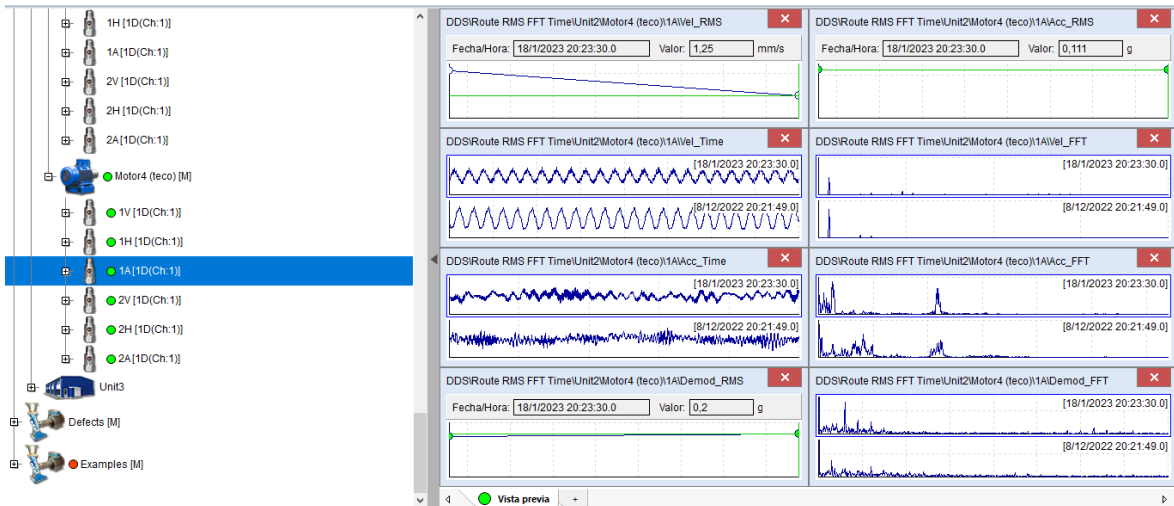 1H [1D(Ch:1)]
1A [1D(Ch:1)]
2V [1D(Ch:1)]
2H [1D(Ch:1)]
2A [1D(Ch:1)]
Motor4 (teco) [M]
1V [1D(Ch:1)]
1H [1D(Ch:1)]
1A [1D(Ch:1)]
2V [1D(Ch:1)]
2H [1D(Ch:1)]
2A [1D(Ch:1)]
Unit3
Defects [M]
Examples [M]
DDS\Route RMS FFT Time\Unit2\Motor4 (teco)\1A\Vel_RMS
Fecha/Hora: 18/1/2023 20:23:30.0 Valor: 1,25 mm/s
DDS\Route RMS FFT Time\Unit2\Motor4 (teco)\1A\Acc_RMS
Fecha/Hora: 18/1/2023 20:23:30.0 Valor: 0,111 g
DDS\Route RMS FFT Time\Unit2\Motor4 (teco)\1A\Vel_Time
[18/1/2023 20:23:30.0]
[8/12/2022 20:21:49.0]
DDS\Route RMS FFT Time\Unit2\Motor4 (teco)\1A\Vel_FFT
[18/1/2023 20:23:30.0]
[8/12/2022 20:21:49.0]
DDS\Route RMS FFT Time\Unit2\Motor4 (teco)\1A\Acc_Time
[18/1/2023 20:23:30.0]
[8/12/2022 20:21:49.0]
DDS\Route RMS FFT Time\Unit2\Motor4 (teco)\1A\Acc_FFT
[18/1/2023 20:23:30.0]
[8/12/2022 20:21:49.0]
DDS\Route RMS FFT Time\Unit2\Motor4 (teco)\1A\Demod_RMS
Fecha/Hora: 18/1/2023 20:23:30.0 Valor: 0,2 g
DDS\Route RMS FFT Time\Unit2\Motor4 (teco)\1A\Demod_FFT
[18/1/2023 20:23:30.0]
[8/12/2022 20:21:49.0]
Vista previa +